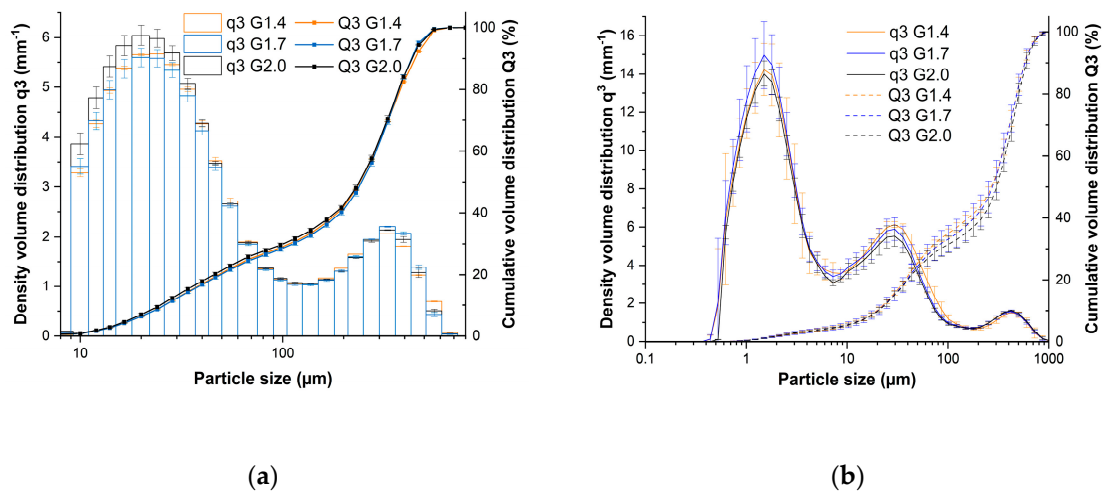 q3 G1.4
q3 G1.7
q3 G2.0
Q3 G1.4
Q3 G1.7
Q3 G2.0
Density volume distribution q3 (mm⁻¹)
6
5
4
3
2
1
0
100
80
60
40
20
0
Cumulative volume distribution Q3 (%)
10
100
Particle size (µm)
(a)
q3 G1.4
q3 G1.7
q3 G2.0
Q3 G1.4
Q3 G1.7
Q3 G2.0
Density volume distribution q³ (mm⁻¹)
16
14
12
10
8
6
4
2
0
100
80
60
40
20
0
Cumulative volume distribution Q3 (%)
0.1
1
10
100
1000
Particle size (µm)
(b)